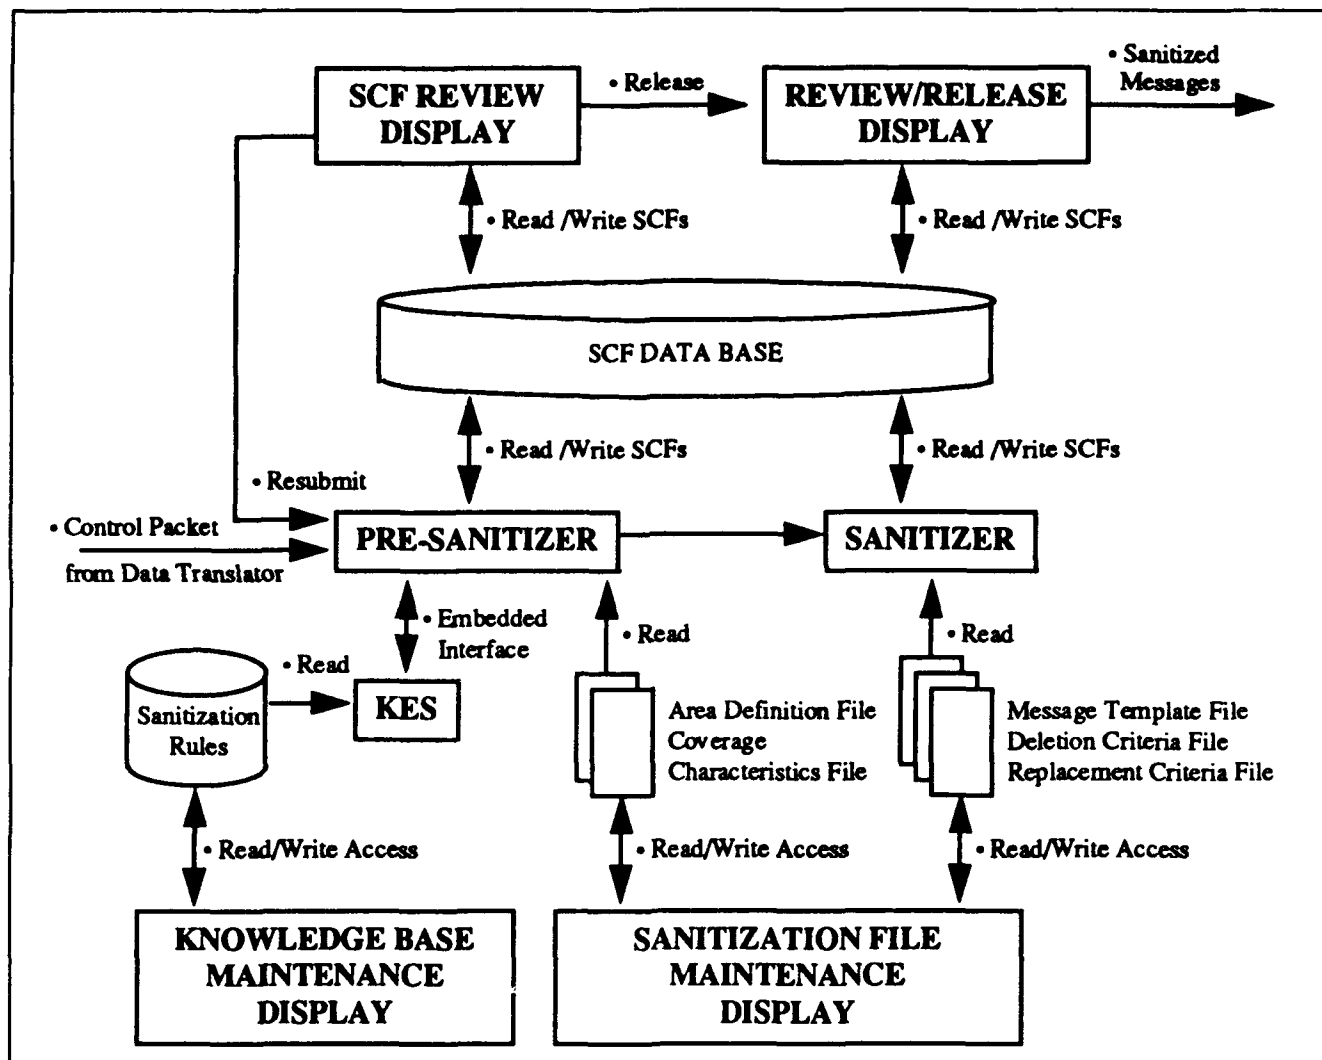 • Sanitized
Messages
SCF REVIEW
DISPLAY
• Release
REVIEW/RELEASE
DISPLAY
• Read /Write SCFs
• Read /Write SCFs
SCF DATA BASE
• Read /Write SCFs
• Read /Write SCFs
• Resubmit
• Control Packet
from Data Translator
PRE-SANITIZER
SANITIZER
• Embedded
Interface
• Read
• Read
• Read
Sanitization
Rules
KES
Area Definition File
Coverage
Characteristics File
Message Template File
Deletion Criteria File
Replacement Criteria File
• Read/Write Access
• Read/Write Access
• Read/Write Access
KNOWLEDGE BASE
MAINTENANCE
DISPLAY
SANITIZATION FILE
MAINTENANCE
DISPLAY